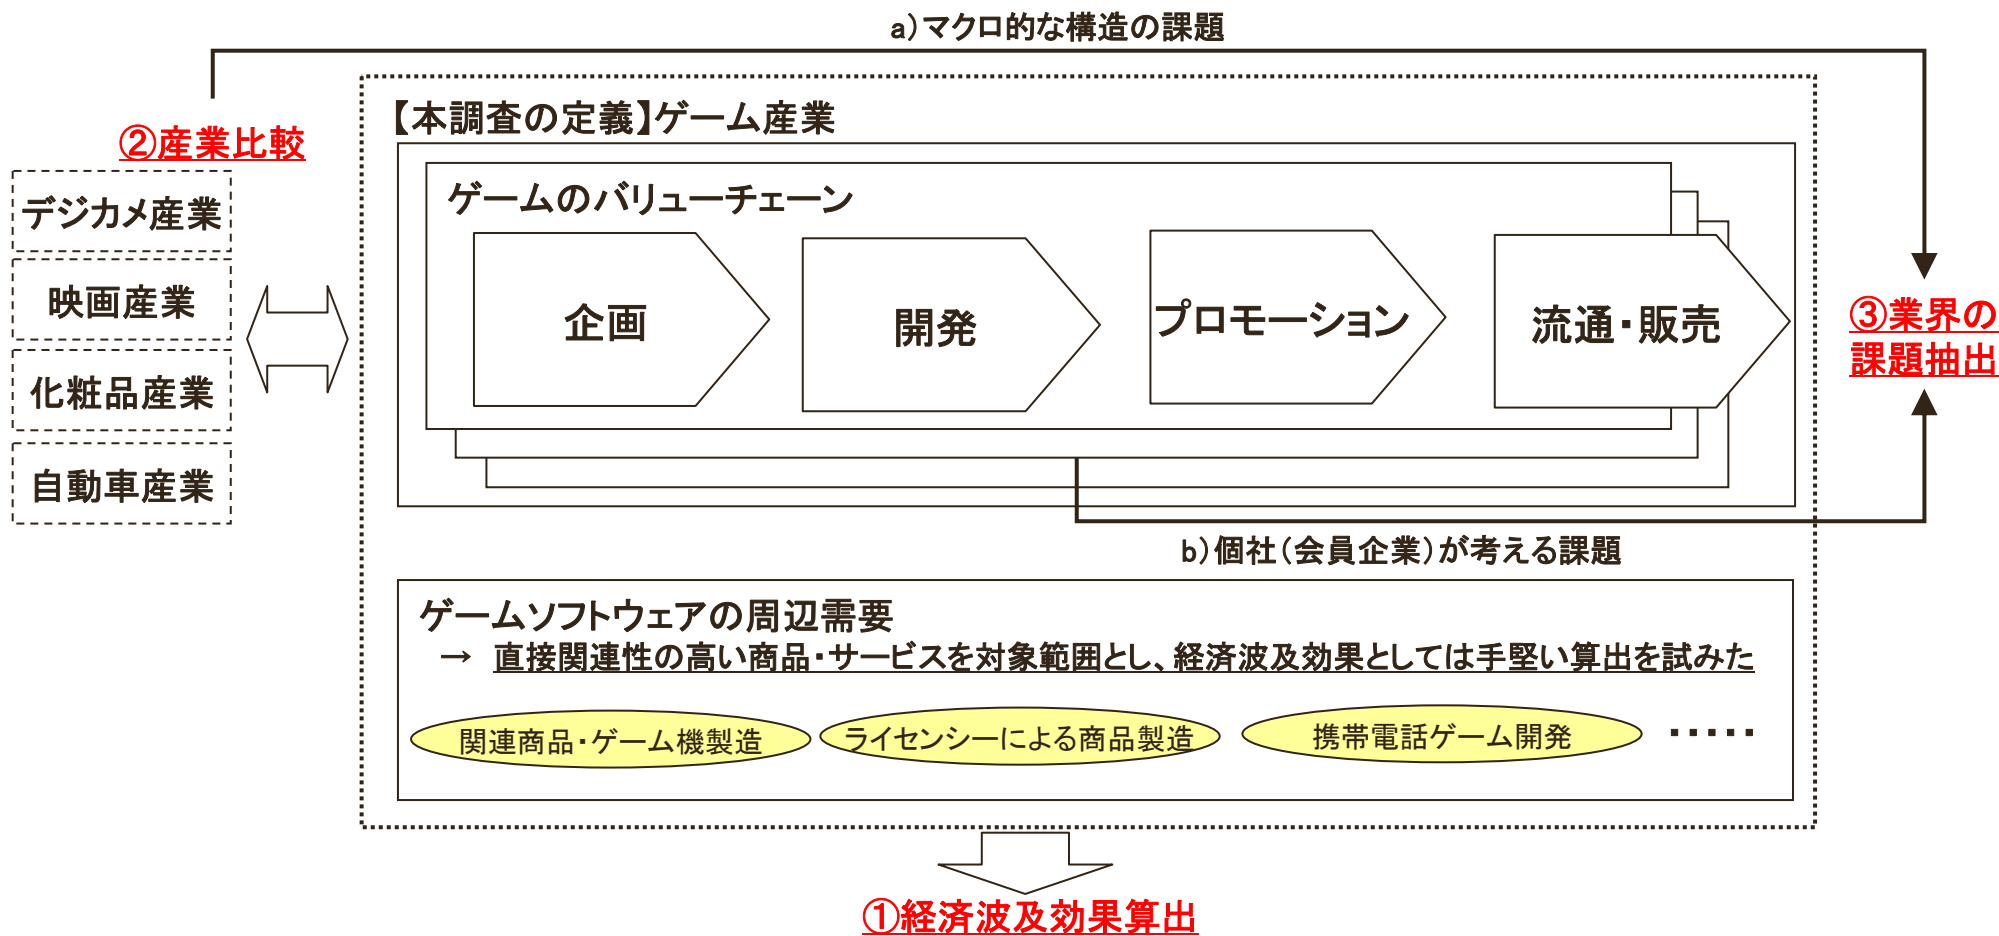 a)マクロ的な構造の課題
【本調査の定義】ゲーム産業
②産業比較
デジカメ産業
映画産業
化粧品産業
自動車産業
ゲームのバリューチェーン
企画
開発
プロモーション
流通・販売
③業界の
課題抽出
b)個社(会員企業)が考える課題
ゲームソフトウェアの周辺需要
→ 直接関連性の高い商品・サービスを対象範囲とし、経済波及効果としては手堅い算出を試みた
関連商品・ゲーム機製造
ライセンシーによる商品製造
携帯電話ゲーム開発
・・・・・
①経済波及効果算出